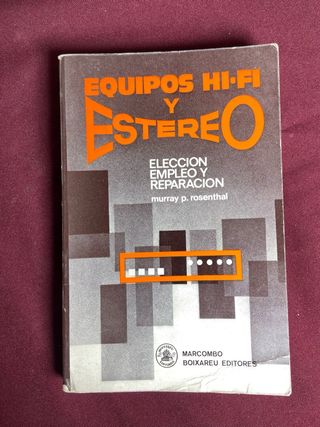 EQUIPOS HI-FI
Y
ESTEREO
ELECCION
EMPLEO Y
REPARACION
murray p. rosenthal
MARCOMBO
BOIXAREU EDITORES